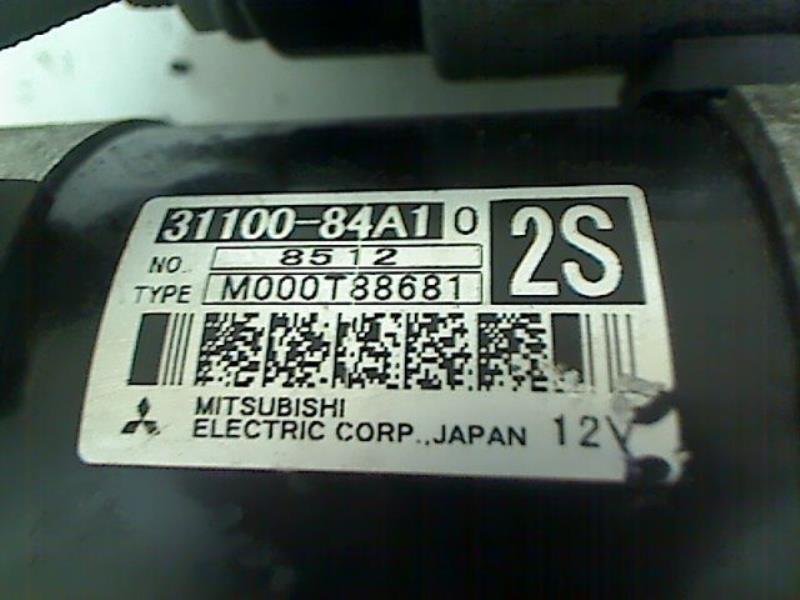 31100-84A1 0 2S
NO. 8512
TYPE M000T88681
MITSUBISHI
ELECTRIC CORP.,JAPAN 12V